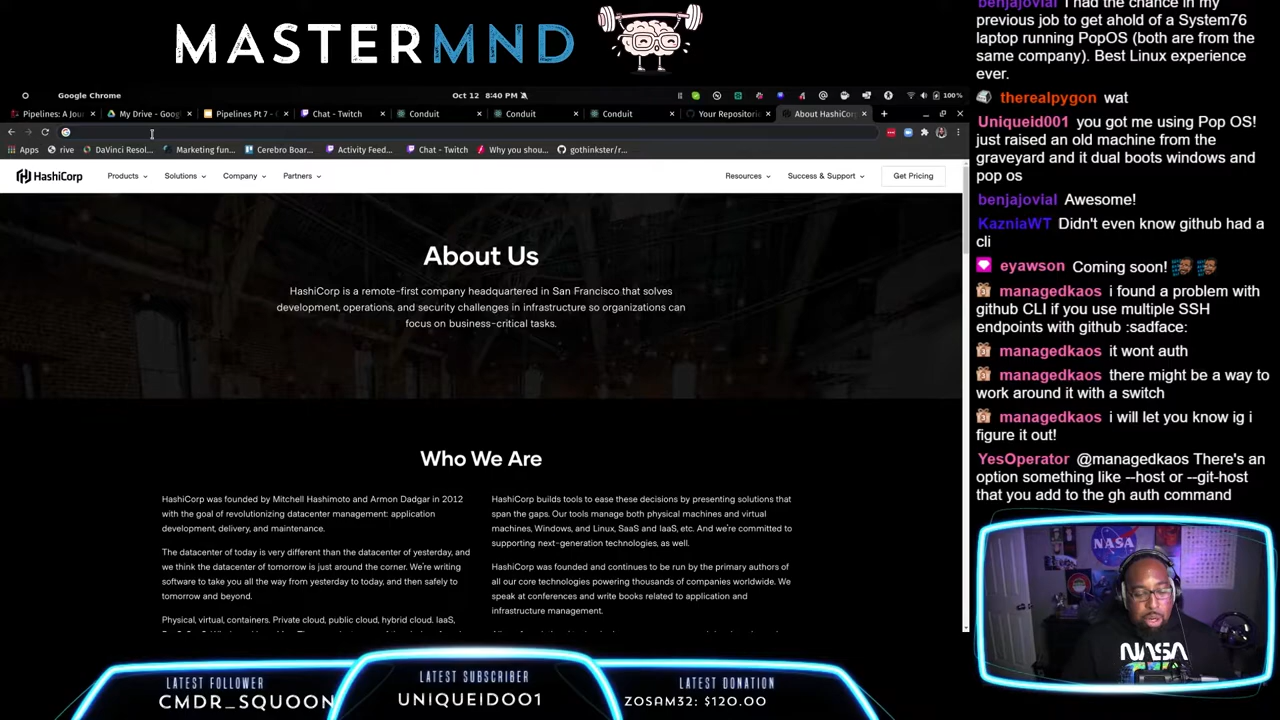 MASTERMND
Google Chrome
Oct 12 8:40 PM
100%
Pipelines: A Jou
My Drive - Goog
Pipelines Pt 7 -
Chat - Twitch
Conduit
Conduit
Conduit
Your Repositori
About HashiCorp
Apps
rive
DaVinci Resol...
Marketing fun...
Cerebro Boar...
Activity Feed...
Chat - Twitch
Why you shou...
gothinkster/r...
HashiCorp
Products
Solutions
Company
Partners
Resources
Success & Support
Get Pricing
About Us
HashiCorp is a remote-first company headquartered in San Francisco that solves
development, operations, and security challenges in infrastructure so organizations can
focus on business-critical tasks.
Who We Are
HashiCorp was founded by Mitchell Hashimoto and Armon Dadgar in 2012
with the goal of revolutionizing datacenter management: application
development, delivery, and maintenance.
The datacenter of today is very different than the datacenter of yesterday, and
we think the datacenter of tomorrow is just around the corner. We're writing
software to take you all the way from yesterday to today, and then safely to
tomorrow and beyond.
Physical, virtual, containers. Private cloud, public cloud, hybrid cloud. IaaS,
HashiCorp builds tools to ease these decisions by presenting solutions that
span the gaps. Our tools manage both physical machines and virtual
machines, Windows, and Linux, SaaS and IaaS, etc. And we're committed to
supporting next-generation technologies, as well.
HashiCorp was founded and continues to be run by the primary authors of
all our core technologies powering thousands of companies worldwide. We
speak at conferences and write books related to application and
infrastructure management.
benjajovial I had the chance in my
previous job to get ahold of a System76
laptop running PopOS (both are from the
same company). Best Linux experience
ever.
therealpygon wat
Uniqueid001 you got me using Pop OS!
just raised an old machine from the
graveyard and it dual boots windows and
pop os
benjajovial Awesome!
KazniaWT Didn't even know github had a
cli
eyawson Coming soon!
managedkaos i found a problem with
github CLI if you use multiple SSH
endpoints with github :sadface:
managedkaos it wont auth
managedkaos there might be a way to
work around it with a switch
managedkaos i will let you know ig i
figure it out!
YesOperator @managedkaos There's an
option something like --host or --git-host
that you add to the gh auth command
NASA
NASA
LATEST FOLLOWER
CMDR_SQUOON
LATEST SUBSCRIBER
UNIQUEID001
LATEST DONATION
ZOSAM32: $120.00